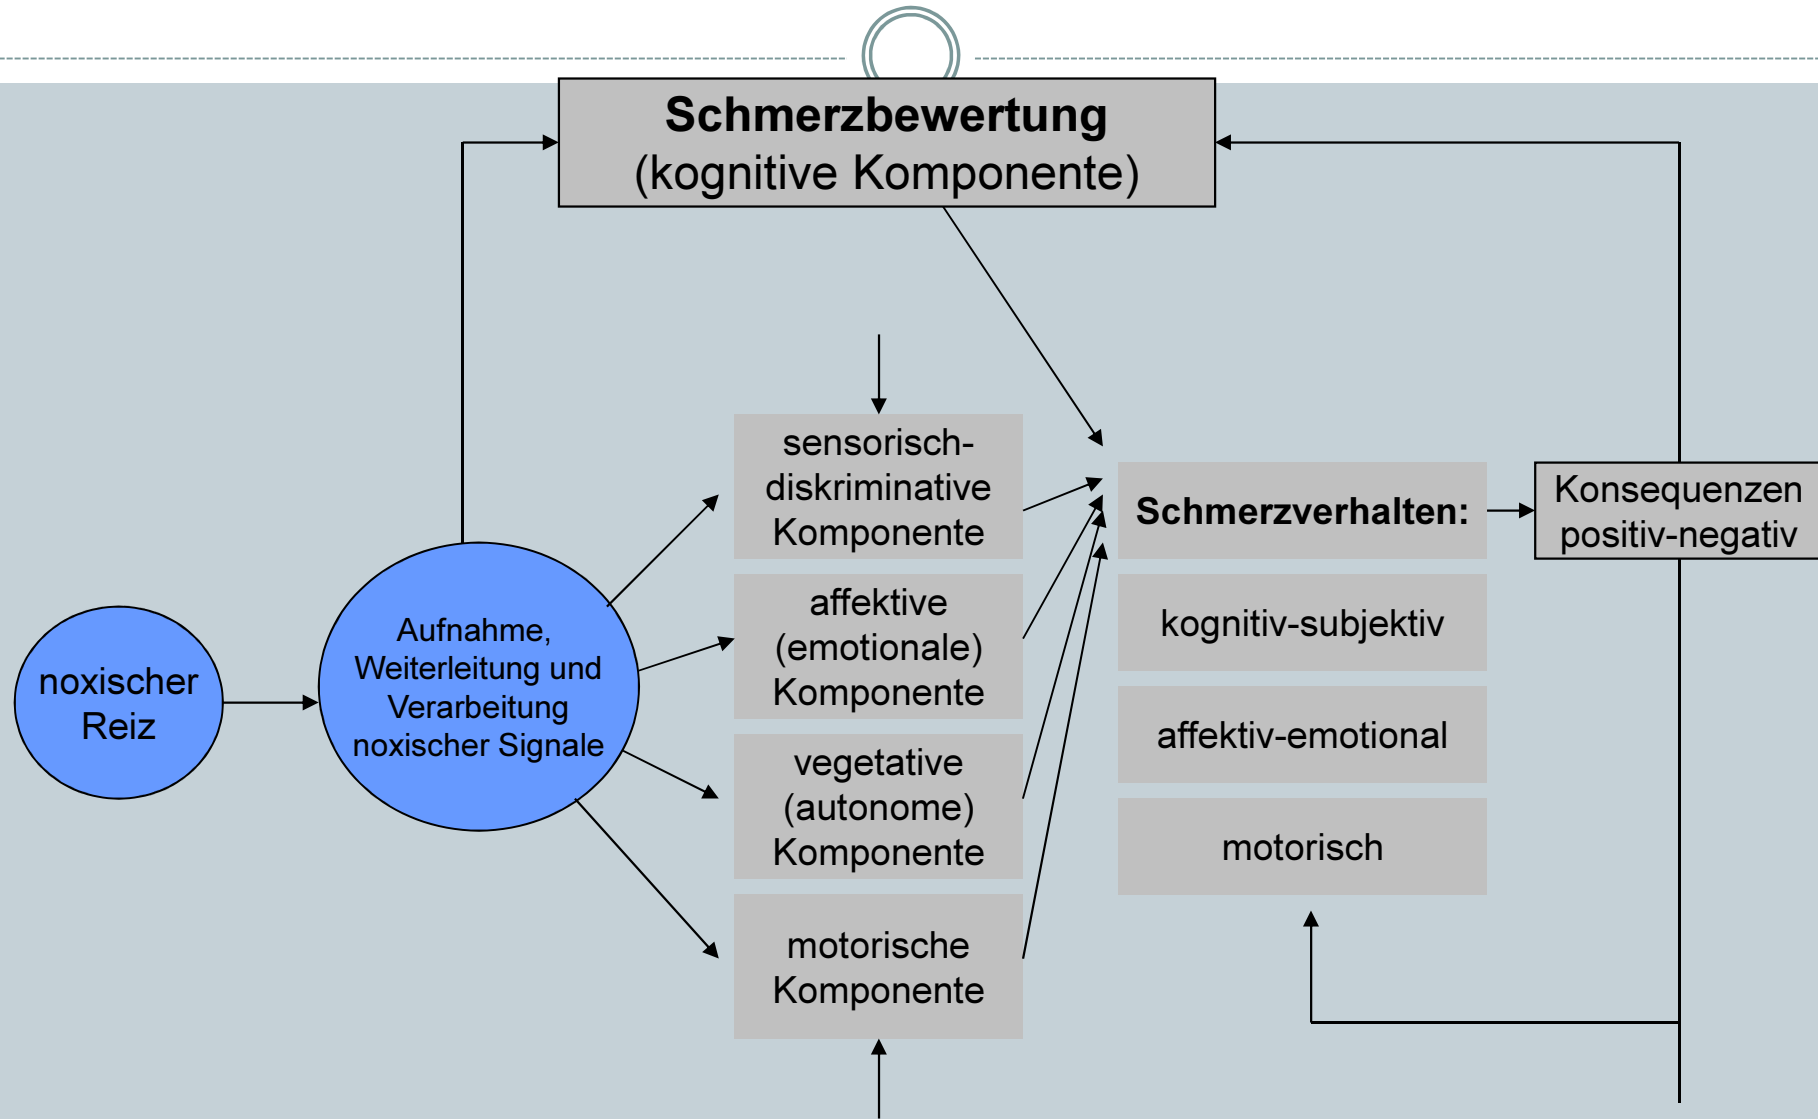 Schmerzbewertung
(kognitive Komponente)
noxischer
Reiz
Aufnahme,
Weiterleitung und
Verarbeitung
noxischer Signale
sensorisch-
diskriminative
Komponente
affektive
(emotionale)
Komponente
vegetative
(autonome)
Komponente
motorische
Komponente
Schmerzverhalten:
kognitiv-subjektiv
affektiv-emotional
motorisch
Konsequenzen
positiv-negativ